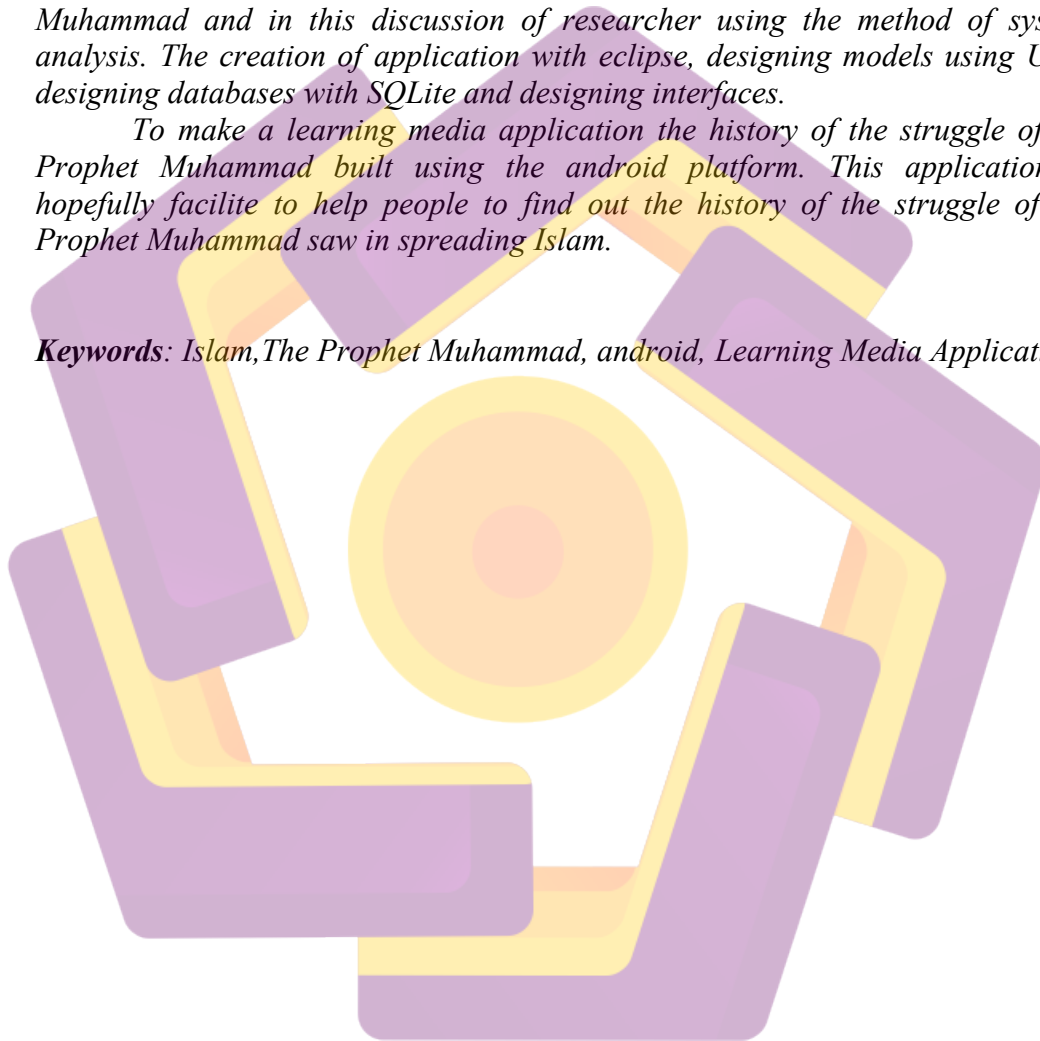 Muhammad and in this discussion of researcher using the method of sys
analysis. The creation of application with eclipse, designing models using U
designing databases with SQLite and designing interfaces.
To make a learning media application the history of the struggle of
Prophet Muhammad built using the android platform. This application
hopefully facilite to help people to find out the history of the struggle of
Prophet Muhammad saw in spreading Islam.
Keywords: Islam,The Prophet Muhammad, android, Learning Media Applicat